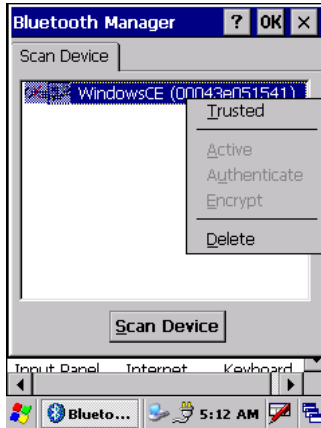 Bluetooth Manager ? OK ×
Scan Device
WindowsCE (00043e051541)
Trusted
Active
Authenticate
Encrypt
Delete
Scan Device
Input Panel Internet Keyboard
Blueto... 5:12 AM